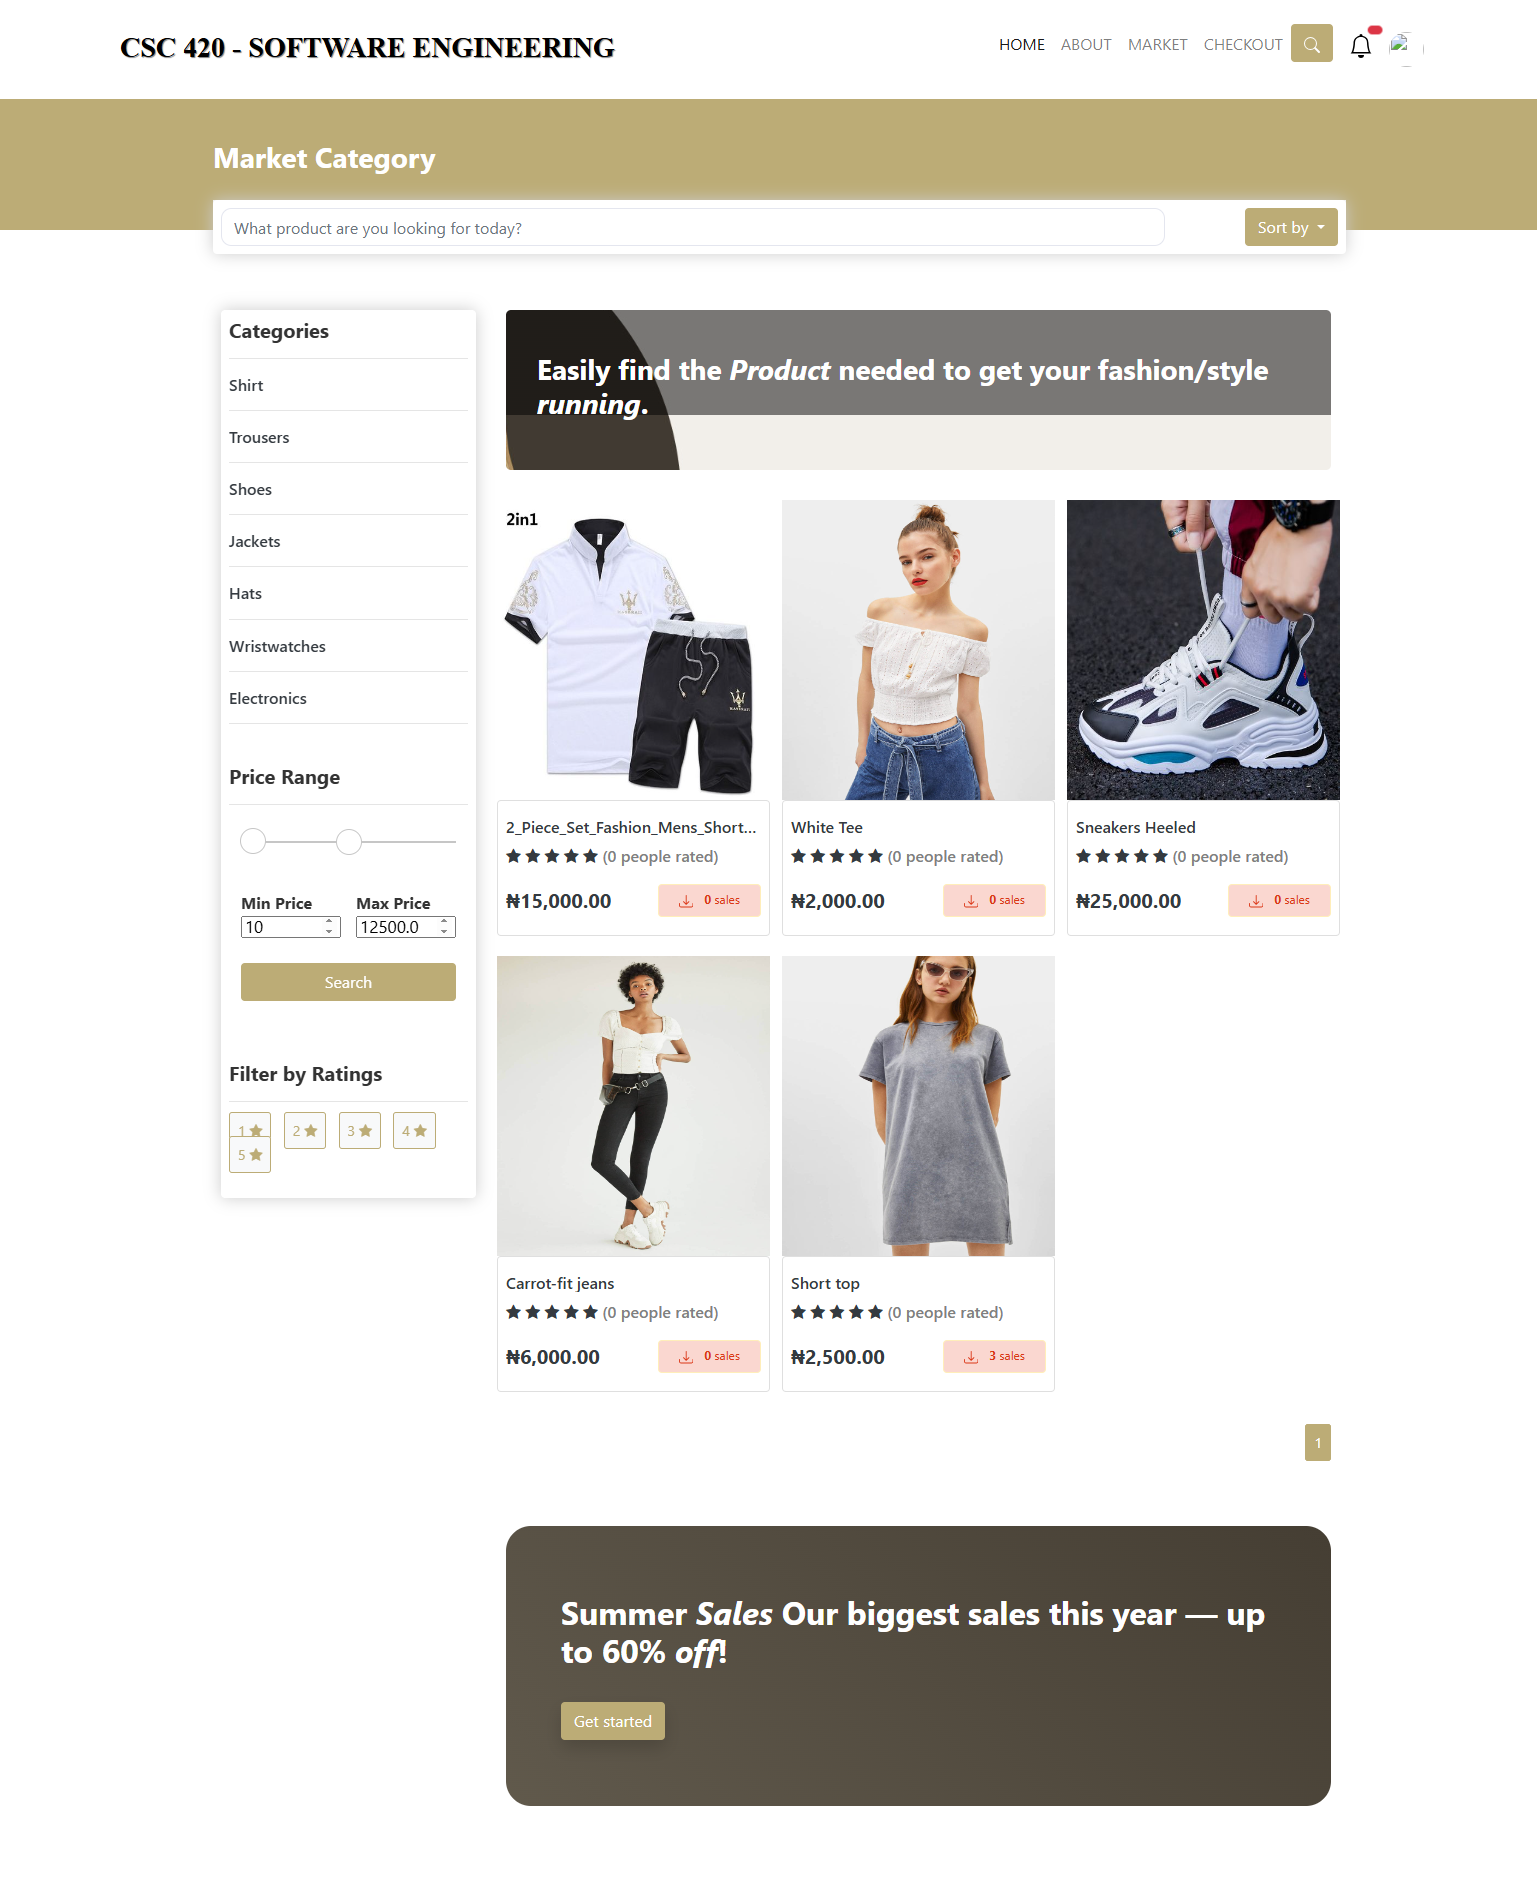 CSC 420 - SOFTWARE ENGINEERING
HOME ABOUT MARKET CHECKOUT
Market Category
What product are you looking for today?
Sort by
Categories
Shirt
Trousers
Shoes
Jackets
Hats
Wristwatches
Electronics
Price Range
Min Price Max Price
10 12500.0
Search
Filter by Ratings
1 2 3 4
5
Easily find the Product needed to get your fashion/style
running.
2in1
2_Piece_Set_Fashion_Mens_Short...
(0 people rated)
₦15,000.00 0 sales
White Tee
(0 people rated)
₦2,000.00 0 sales
Sneakers Heeled
(0 people rated)
₦25,000.00 0 sales
Carrot-fit jeans
(0 people rated)
₦6,000.00 0 sales
Short top
(0 people rated)
₦2,500.00 3 sales
1
Summer Sales Our biggest sales this year — up
to 60% off!
Get started